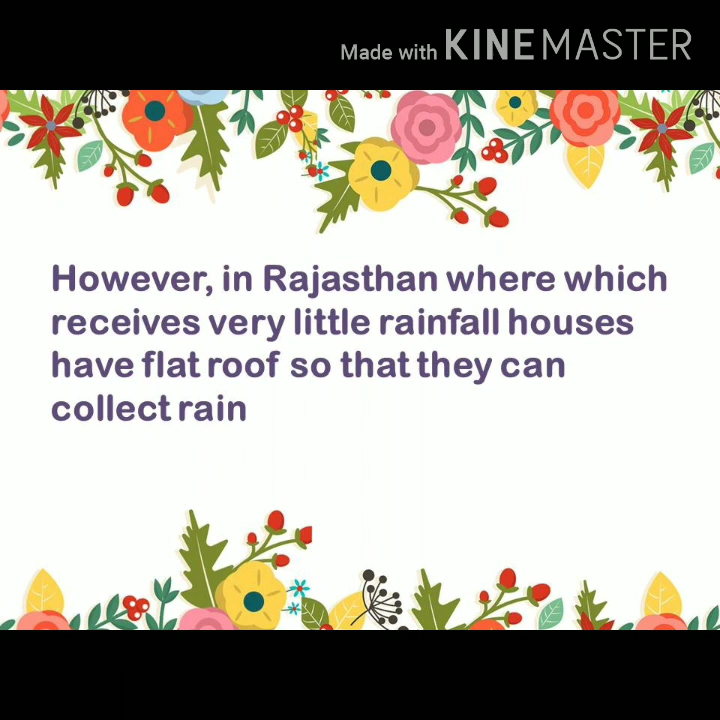 Made with KINEMASTER
However, in Rajasthan where which
receives very little rainfall houses
have flat roof so that they can
collect rain